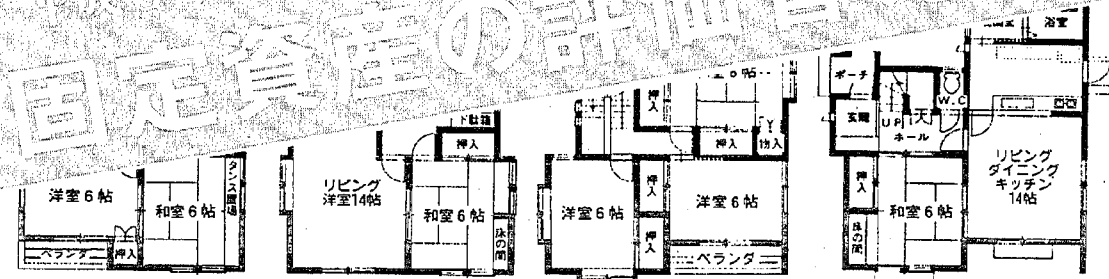 固定資産の計画
洋室6帖
ベランダ
押入
和室6帖
タンス置場
リビング
洋室14帖
下駄箱
押入
和室6帖
床の間
押入
押入
物入
洋室6帖
押入
押入
洋室6帖
ベランダ
浴室
ポーチ
玄関
W.C
UP
ホール
押入
床の間
和室6帖
リビング
ダイニング
キッチン
14帖